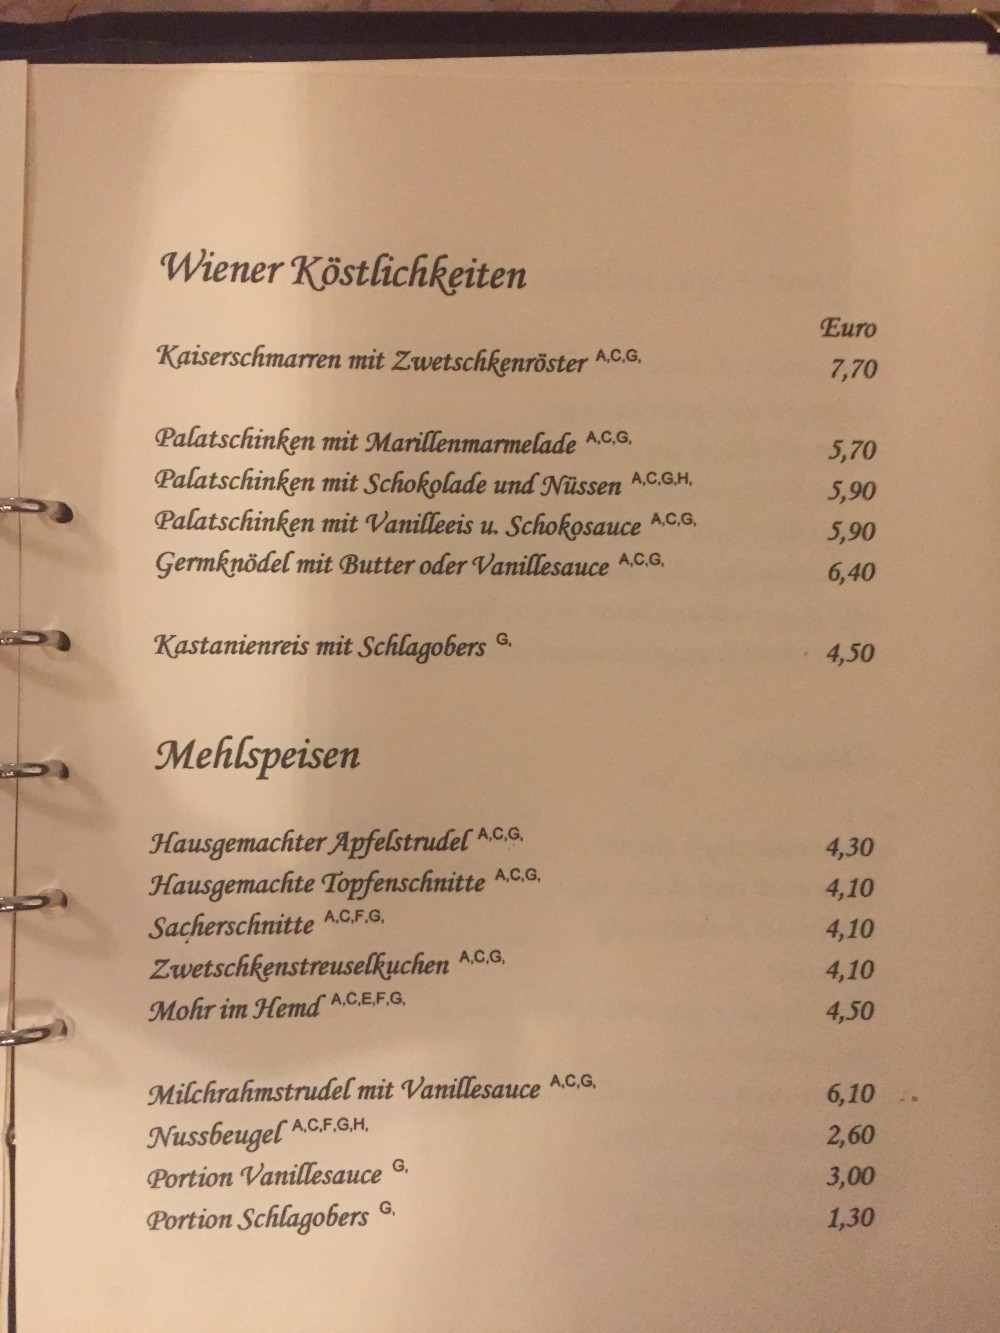 Wiener Köstlichkeiten
Euro
Kaiserschmarren mit Zwetschkenröster A,C,G, 7,70
Palatschinken mit Marillenmarmelade A,C,G, 5,70
Palatschinken mit Schokolade und Nüssen A,C,G,H, 5,90
Palatschinken mit Vanilleeis u. Schokosauce A,C,G, 5,90
Germknödel mit Butter oder Vanillesauce A,C,G, 6,40
Kastanienreis mit Schlagobers G, 4,50
Mehlspeisen
Hausgemachter Apfelstrudel A,C,G, 4,30
Hausgemachte Topfenschnitte A,C,G, 4,10
Sacherschnitte A,C,F,G, 4,10
Zwetschkenstreuselkuchen A,C,G, 4,10
Mohr im Hemd A,C,E,F,G, 4,50
Milchrahmstrudel mit Vanillesauce A,C,G, 6,10
Nussbeugel A,C,F,G,H, 2,60
Portion Vanillesauce G, 3,00
Portion Schlagobers G, 1,30